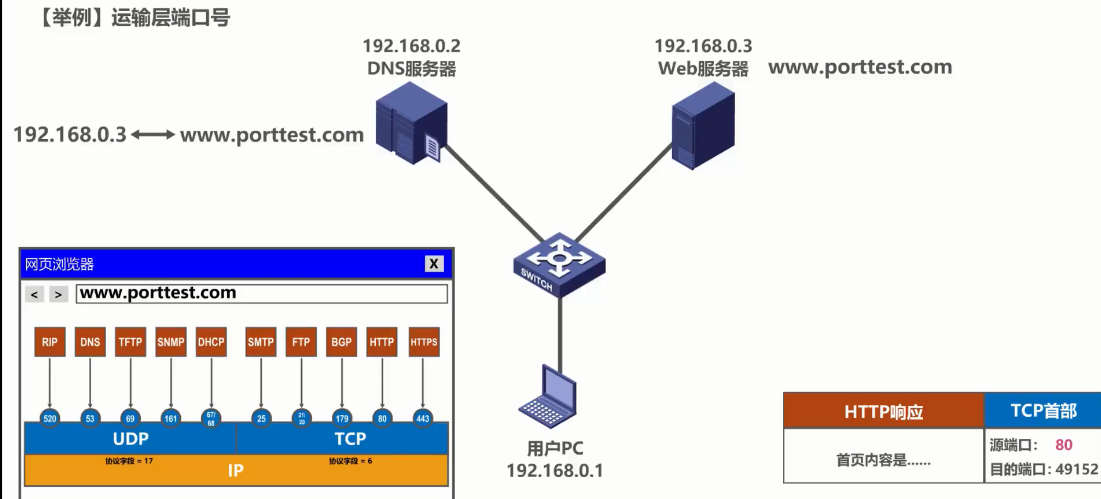 【举例】运输层端口号
192.168.0.2
DNS服务器
192.168.0.3
Web服务器
www.porttest.com
192.168.0.3
www.porttest.com
SWITCH
网页浏览器
X
<
>
www.porttest.com
RIP
DNS
TFTP
SNMP
DHCP
SMTP
FTP
BGP
HTTP
HTTPS
520
53
69
161
67/
68
25
21/
20
179
80
443
UDP
TCP
协议字段 = 17
协议字段 = 6
IP
用户PC
192.168.0.1
HTTP响应
TCP首部
首页内容是......
源端口： 80
目的端口: 49152